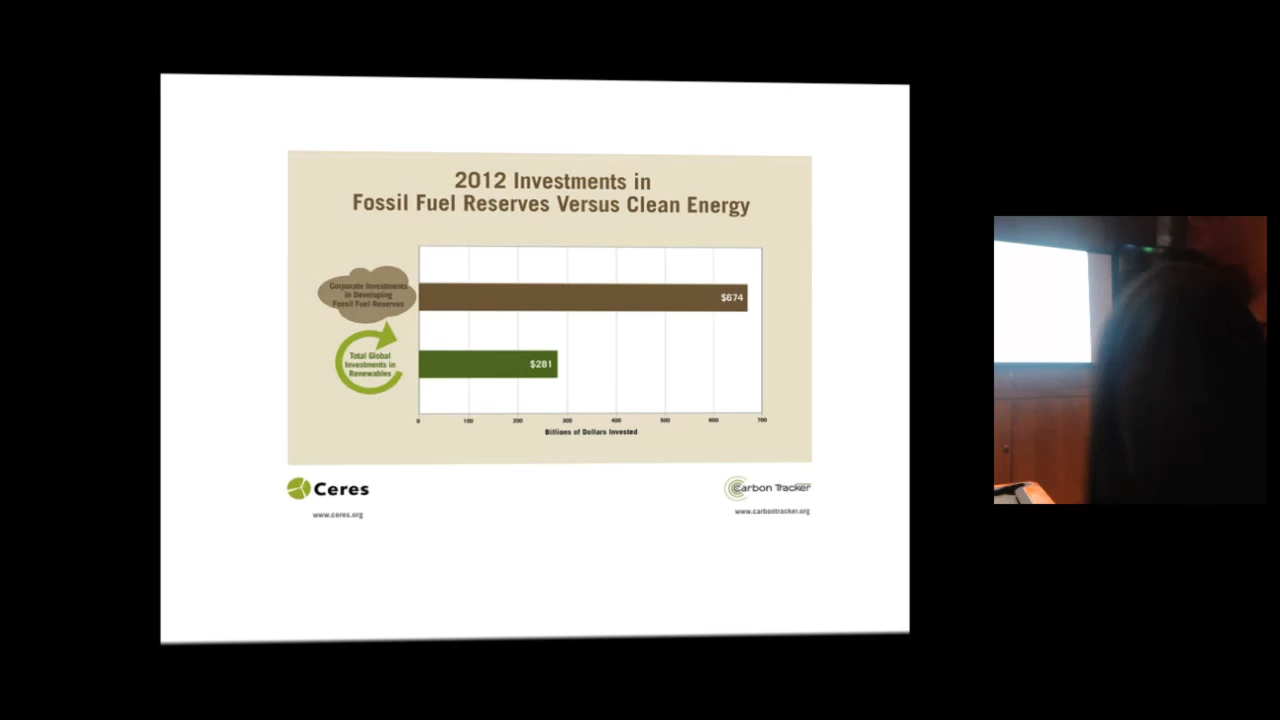 2012 Investments in
Fossil Fuel Reserves Versus Clean Energy
Corporate Investments
in Developing
Fossil Fuel Reserves
$674
Total Global
Investments in
Renewables
$281
0 100 200 300 400 500 600 700
Billions of Dollars Invested
Ceres
www.ceres.org
Carbon Tracker
www.carbontracker.org